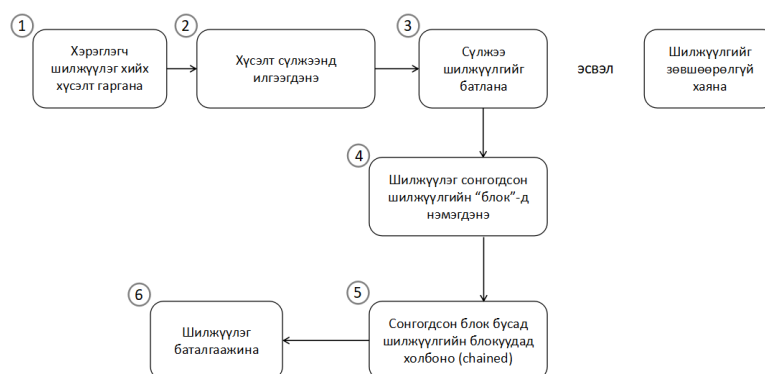 1
Хэрэглэгч
шилжүүлэг хийх
хүсэлт гаргана
2
Хүсэлт сүлжээнд
илгээгдэнэ
3
Сүлжээ
шилжүүлгийг
батлана
эсвэл
Шилжүүлгийг
зөвшөөрөлгүй
хаяна
4
Шилжүүлэг сонгогдсон
шилжүүлгийн “блок”-д
нэмэгдэнэ
5
Сонгогдсон блок бусад
шилжүүлгийн блокуудад
холбоно (chained)
6
Шилжүүлэг
баталгаажина